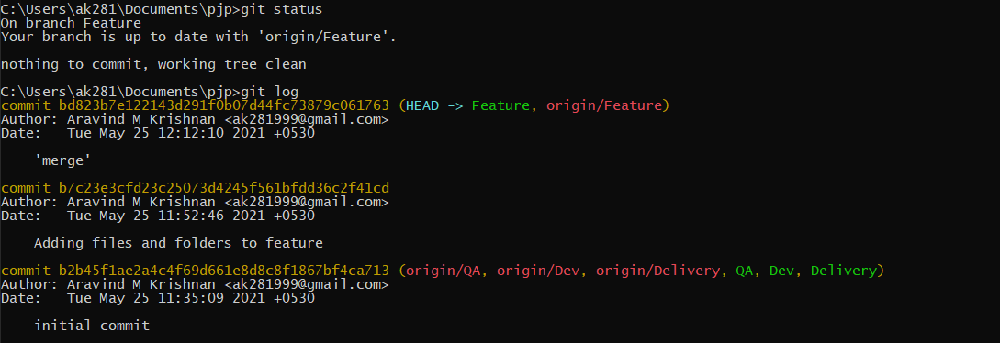 C:\Users\ak281\Documents\pjp>git status
On branch Feature
Your branch is up to date with 'origin/Feature'.
nothing to commit, working tree clean
C:\Users\ak281\Documents\pjp>git log
commit bd823b7e122143d291f0b07d44fc73879c061763 (HEAD -> Feature, origin/Feature)
Author: Aravind M Krishnan <ak281999@gmail.com>
Date:   Tue May 25 12:12:10 2021 +0530
'merge'
commit b7c23e3cfd23c25073d4245f561bfdd36c2f41cd
Author: Aravind M Krishnan <ak281999@gmail.com>
Date:   Tue May 25 11:52:46 2021 +0530
Adding files and folders to feature
commit b2b45f1ae2a4c4f69d661e8d8c8f1867bf4ca713 (origin/QA, origin/Dev, origin/Delivery, QA, Dev, Delivery)
Author: Aravind M Krishnan <ak281999@gmail.com>
Date:   Tue May 25 11:35:09 2021 +0530
initial commit